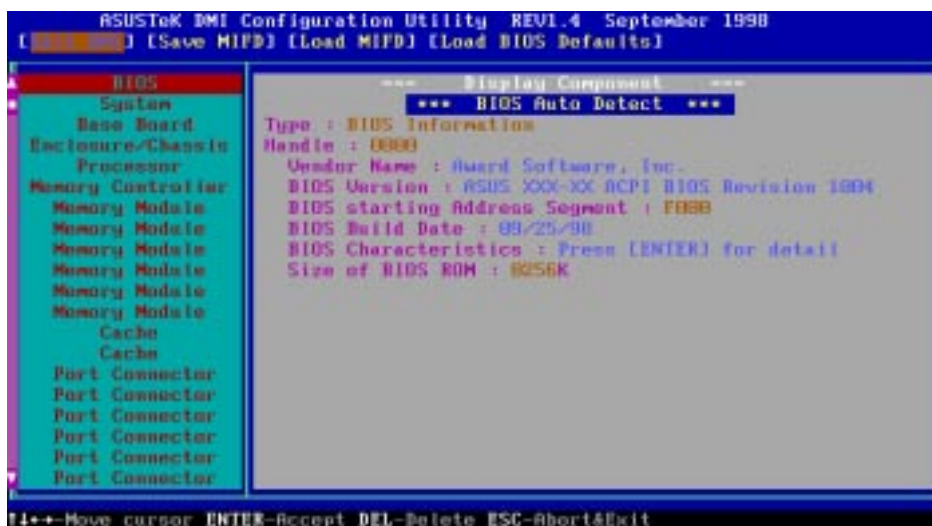 ASUSTeK DMI Configuration Utility REV1.4 September 1998
[Save MIFD] [Load MIFD] [Load BIOS Defaults]
BIOS
System
Base Board
Enclosure/Chassis
Processor
Memory Controller
Memory Module
Memory Module
Memory Module
Memory Module
Memory Module
Memory Module
Cache
Cache
Port Connector
Port Connector
Port Connector
Port Connector
Port Connector
Port Connector
--- Display Component ---
*** BIOS Auto Detect ***
Type : BIOS Information
Handle : 0000
Vendor Name : Award Software, Inc.
BIOS Version : ASUS XXX-XX ACPI BIOS Revision 1004
BIOS starting Address Segment : F000
BIOS Build Date : 09/25/98
BIOS Characteristics : Press [ENTER] for detail
Size of BIOS ROM : 0256K
↑↓←→-Move cursor ENTER-Accept DEL-Delete ESC-Abort&Exit